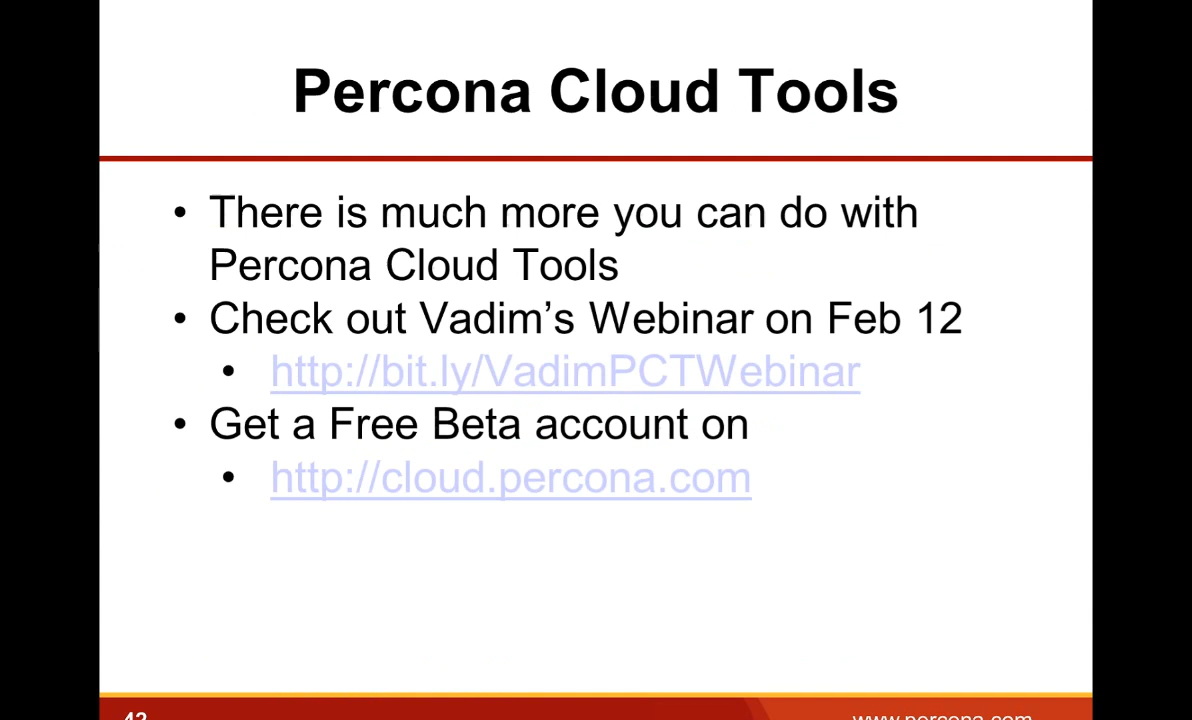 Percona Cloud Tools
• There is much more you can do with
Percona Cloud Tools
• Check out Vadim’s Webinar on Feb 12
• http://bit.ly/VadimPCTWebinar
• Get a Free Beta account on
• http://cloud.percona.com
42
www.percona.com